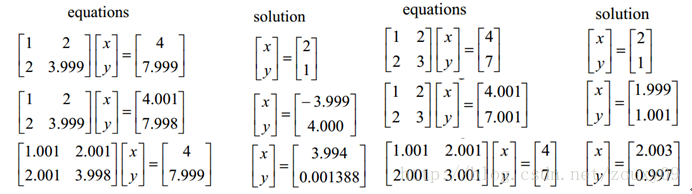 equations solution equations solution
[1 2; 2 3.999] [x; y] = [4; 7.999] [x; y] = [2; 1] [1 2; 2 3] [x; y] = [4; 7] [x; y] = [2; 1]
[1 2; 2 3.999] [x; y] = [4.001; 7.998] [x; y] = [-3.999; 4.000] [1 2; 2 3] [x; y] = [4.001; 7.001] [x; y] = [1.999; 1.001]
[1.001 2.001; 2.001 3.998] [x; y] = [4; 7.999] [x; y] = [3.994; 0.001388] [1.001 2.001; 2.001 3.001] [x; y] = [4; 7] [x; y] = [2.003; 0.997]